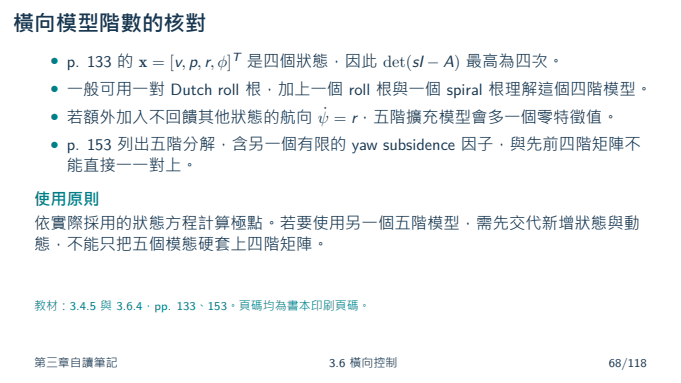 橫向模型階數的核對
• p. 133 的 x = [v, p, r, ϕ]ᵀ 是四個狀態，因此 det(sI − A) 最高為四次。
• 一般可用一對 Dutch roll 根，加上一個 roll 根與一個 spiral 根理解這個四階模型。
• 若額外加入不回饋其他狀態的航向 ψ̇ = r，五階擴充模型會多一個零特徵值。
• p. 153 列出五階分解，含另一個有限的 yaw subsidence 因子，與先前四階矩陣不
能直接一一對上。
使用原則
依實際採用的狀態方程計算極點。若要使用另一個五階模型，需先交代新增狀態與動
態，不能只把五個模態硬套上四階矩陣。
教材：3.4.5 與 3.6.4，pp. 133、153。頁碼均為書本印刷頁碼。
第三章自讀筆記 3.6 橫向控制 68/118